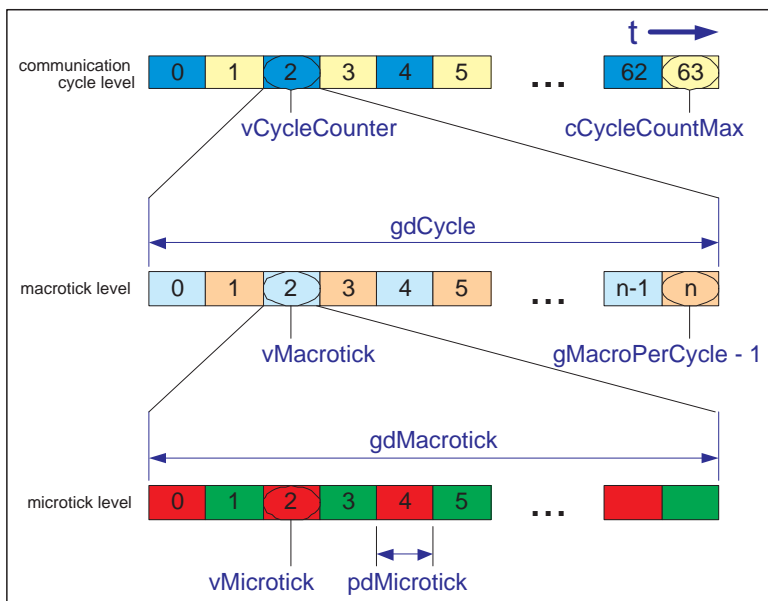 t
communication
cycle level
0 1 2 3 4 5 ... 62 63
vCycleCounter cCycleCountMax
gdCycle
macrotick level 0 1 2 3 4 5 ... n-1 n
vMacrotick gMacroPerCycle - 1
gdMacrotick
microtick level 0 1 2 3 4 5 ...
vMicrotick pdMicrotick